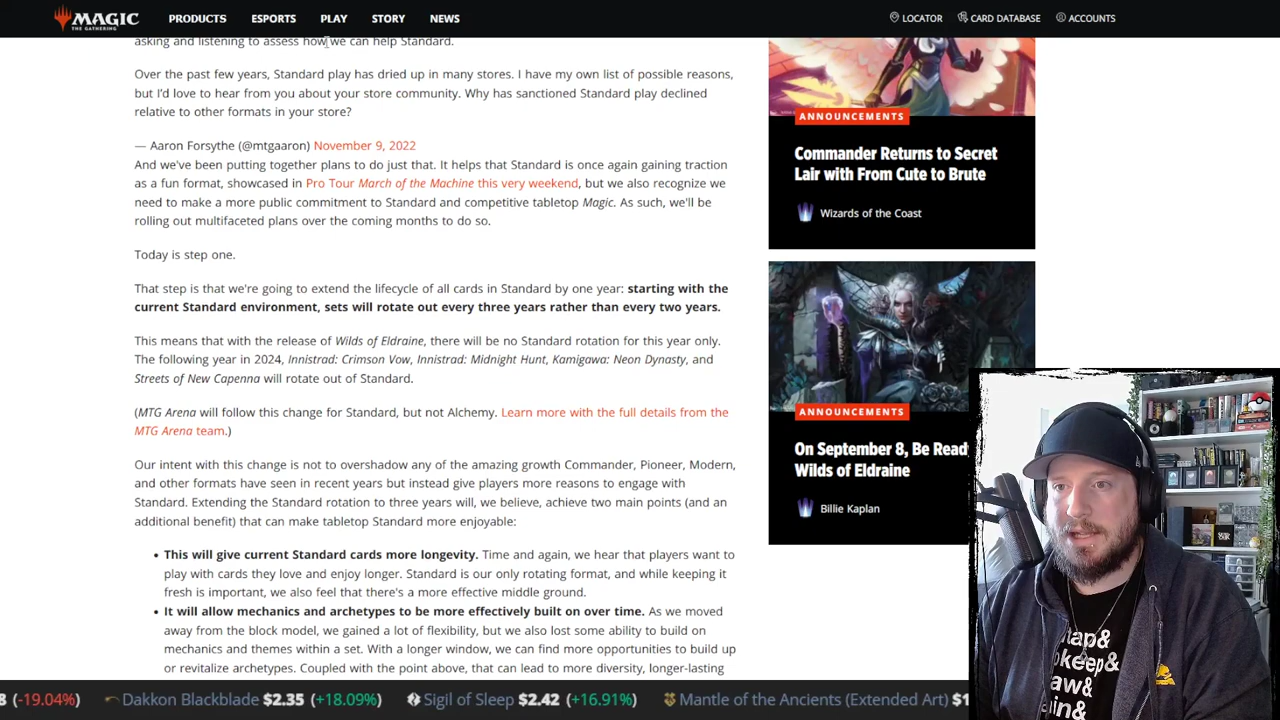 MAGIC
THE GATHERING
PRODUCTS
ESPORTS
PLAY
STORY
NEWS
LOCATOR
CARD DATABASE
ACCOUNTS
asking and listening to assess how we can help Standard.
Over the past few years, Standard play has dried up in many stores. I have my own list of possible reasons,
but I'd love to hear from you about your store community. Why has sanctioned Standard play declined
relative to other formats in your store?
— Aaron Forsythe (@mtgaaron) November 9, 2022
And we've been putting together plans to do just that. It helps that Standard is once again gaining traction
as a fun format, showcased in Pro Tour March of the Machine this very weekend, but we also recognize we
need to make a more public commitment to Standard and competitive tabletop Magic. As such, we'll be
rolling out multifaceted plans over the coming months to do so.
Today is step one.
That step is that we're going to extend the lifecycle of all cards in Standard by one year: starting with the
current Standard environment, sets will rotate out every three years rather than every two years.
This means that with the release of Wilds of Eldraine, there will be no Standard rotation for this year only.
The following year in 2024, Innistrad: Crimson Vow, Innistrad: Midnight Hunt, Kamigawa: Neon Dynasty, and
Streets of New Capenna will rotate out of Standard.
(MTG Arena will follow this change for Standard, but not Alchemy. Learn more with the full details from the
MTG Arena team.)
Our intent with this change is not to overshadow any of the amazing growth Commander, Pioneer, Modern,
and other formats have seen in recent years but instead give players more reasons to engage with
Standard. Extending the Standard rotation to three years will, we believe, achieve two main points (and an
additional benefit) that can make tabletop Standard more enjoyable:
• This will give current Standard cards more longevity. Time and again, we hear that players want to
play with cards they love and enjoy longer. Standard is our only rotating format, and while keeping it
fresh is important, we also feel that there's a more effective middle ground.
• It will allow mechanics and archetypes to be more effectively built on over time. As we moved
away from the block model, we gained a lot of flexibility, but we also lost some ability to build on
mechanics and themes within a set. With a longer window, we can find more opportunities to build up
or revitalize archetypes. Coupled with the point above, that can lead to more diversity, longer-lasting
ANNOUNCEMENTS
Commander Returns to Secret
Lair with From Cute to Brute
Wizards of the Coast
ANNOUNCEMENTS
On September 8, Be Read
Wilds of Eldraine
Billie Kaplan
8 (-19.04%) Dakkon Blackblade $2.35 (+18.09%) Sigil of Sleep $2.42 (+16.91%) Mantle of the Ancients (Extended Art) $1